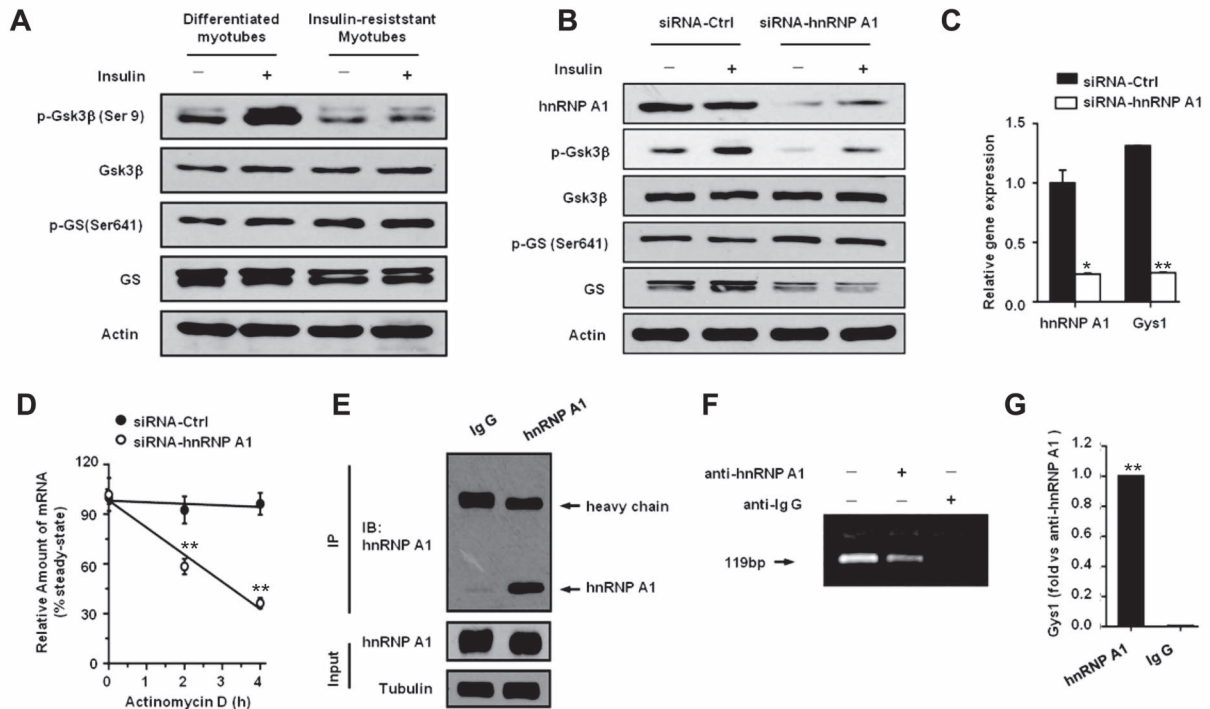 A
Differentiated
myotubes
Insulin-resiststant
Myotubes
Insulin
− + − +
p-Gsk3β (Ser 9)
Gsk3β
p-GS(Ser641)
GS
Actin
B
siRNA-Ctrl siRNA-hnRNP A1
Insulin
− + − +
hnRNP A1
p-Gsk3β
Gsk3β
p-GS (Ser641)
GS
Actin
C
siRNA-Ctrl
siRNA-hnRNP A1
Relative gene expression
1.5
1.0
0.5
0.0
*
**
hnRNP A1 Gys1
D
siRNA-Ctrl
siRNA-hnRNP A1
Relative Amount of mRNA
(% steady-state)
120
90
60
30
0
**
**
0 2 4
Actinomycin D (h)
E
Ig G hnRNP A1
IP
IB:
hnRNP A1
heavy chain
hnRNP A1
Input
hnRNP A1
Tubulin
F
anti-hnRNP A1 − + −
anti-Ig G − − +
119bp
G
Gys1 (fold vs anti-hnRNP A1 )
1.2
1.0
0.8
0.6
0.4
0.2
0.0
**
hnRNP A1 Ig G